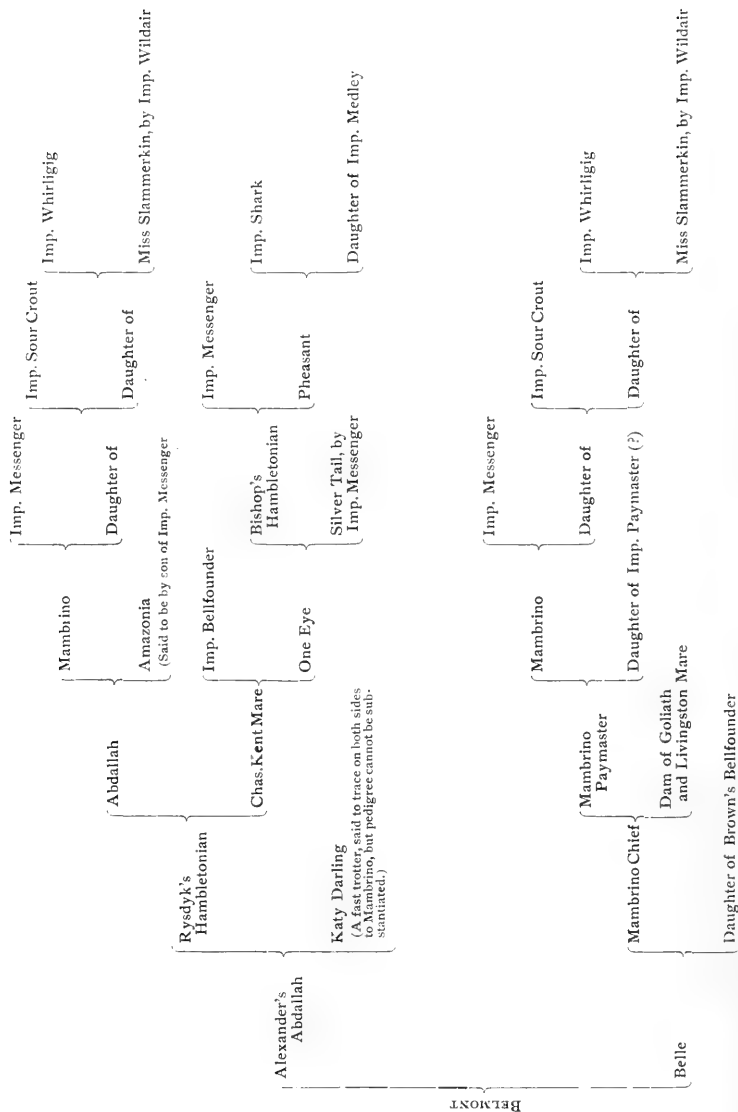 BELMONT
Alexander's
Abdallah
Rysdyk's
Hambletonian
Abdallah
Mambrino
Imp. Messenger
Daughter of
Imp. Sour Crout
Daughter of
Imp. Whirligig
Miss Slammerkin, by Imp. Wildair
Amazonia
(Said to be by son of Imp. Messenger
Chas. Kent Mare
Imp. Bellfounder
One Eye
Bishop's
Hambletonian
Imp. Messenger
Pheasant
Imp. Shark
Daughter of Imp. Medley
Silver Tail, by
Imp. Messenger
Katy Darling
(A fast trotter, said to trace on both sides
to Mambrino, but pedigree cannot be sub-
stantiated.)
Belle
Mambrino Chief
Mambrino
Paymaster
Mambrino
Imp. Messenger
Daughter of
Imp. Sour Crout
Daughter of
Imp. Whirligig
Miss Slammerkin, by Imp. Wildair
Daughter of Imp. Paymaster (?)
Dam of Goliath
and Livingston Mare
Daughter of Brown's Bellfounder